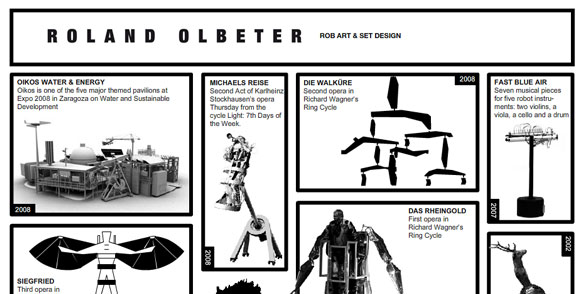 ROLAND OLBETER
ROB ART & SET DESIGN
OIKOS WATER & ENERGY
Oikos is one of the five major themed pavilions at
Expo 2008 in Zaragoza on Water and Sustainable
Development
2008
MICHAELS REISE
Second Act of Karlheinz
Stockhausen's opera
Thursday from the
cycle Light: 7th Days of
the Week.
2008
DIE WALKÜRE
Second opera in
Richard Wagner's
Ring Cycle
2008
FAST BLUE AIR
Seven musical pieces
for five robot instru-
ments: two violins, a
viola, a cello and a drum
2007
SIEGFRIED
Third opera in
DAS RHEINGOLD
First opera in
Richard Wagner's
Ring Cycle
2002